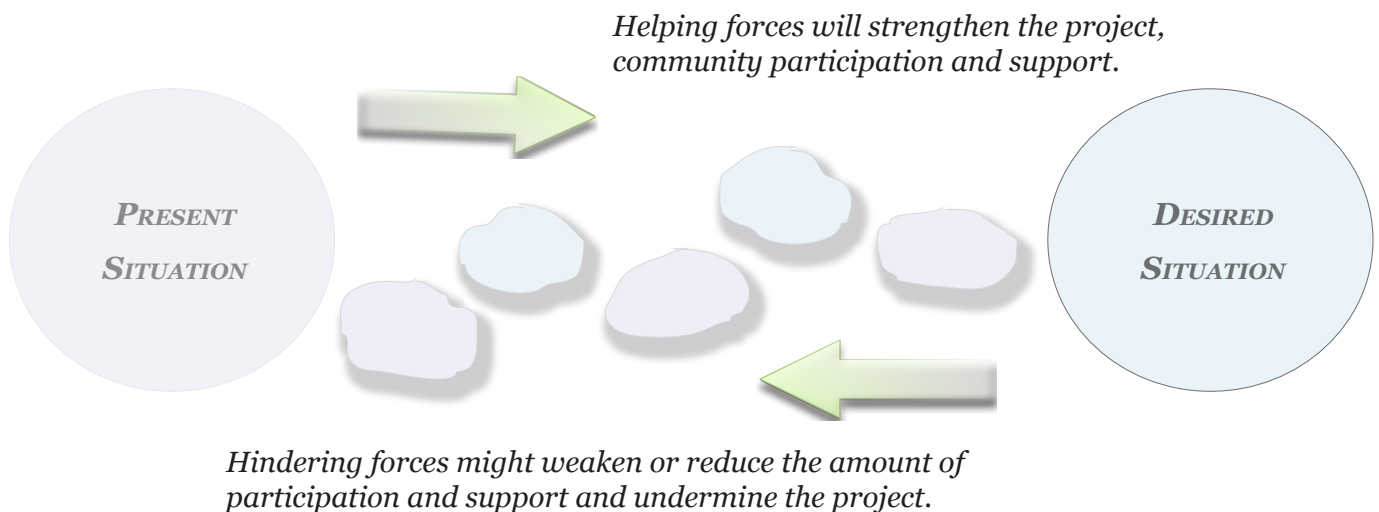 Helping forces will strengthen the project,
community participation and support.
PRESENT
SITUATION
DESIRED
SITUATION
Hindering forces might weaken or reduce the amount of
participation and support and undermine the project.